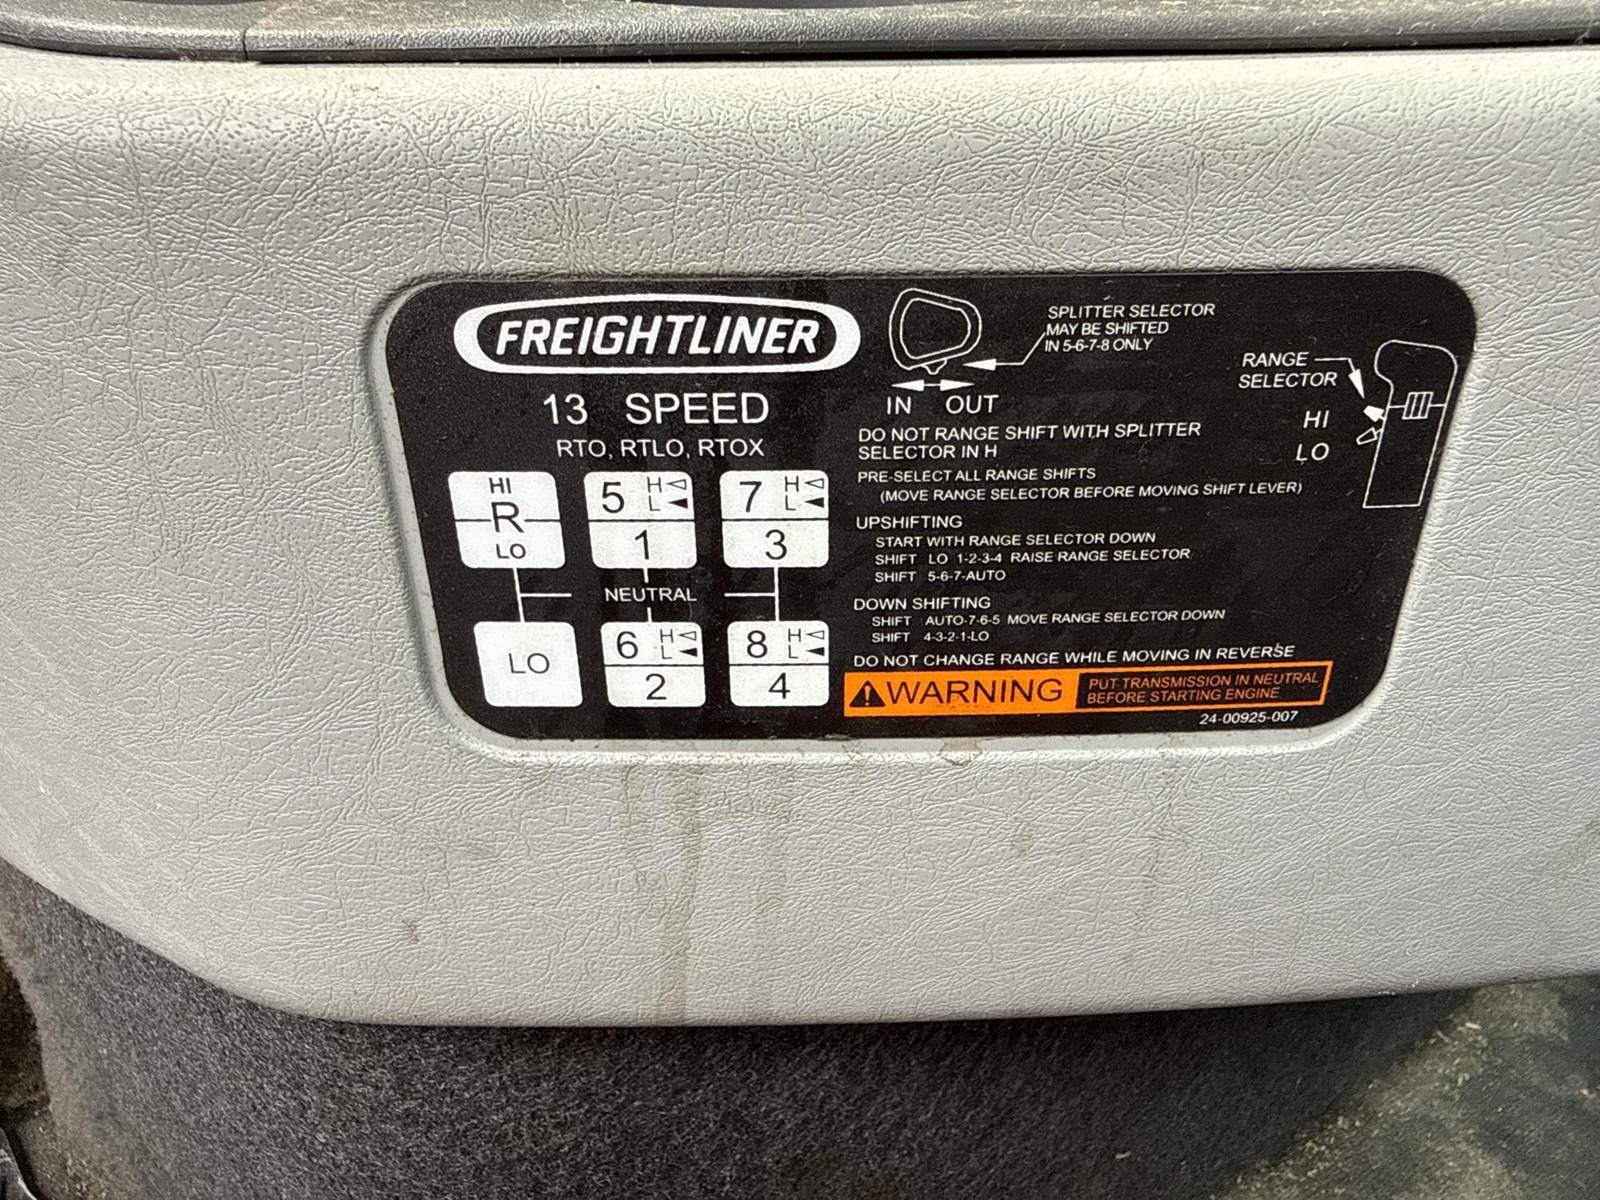 FREIGHTLINER
13 SPEED
RTO, RTLO, RTOX
HI
R
LO
5 H
L
1
7 H
L
3
NEUTRAL
LO
6 H
L
2
8 H
L
4
SPLITTER SELECTOR
MAY BE SHIFTED
IN 5-6-7-8 ONLY
IN OUT
RANGE
SELECTOR
HI
LO
DO NOT RANGE SHIFT WITH SPLITTER
SELECTOR IN H
PRE-SELECT ALL RANGE SHIFTS
(MOVE RANGE SELECTOR BEFORE MOVING SHIFT LEVER)
UPSHIFTING
START WITH RANGE SELECTOR DOWN
SHIFT LO 1-2-3-4 RAISE RANGE SELECTOR
SHIFT 5-6-7-AUTO
DOWN SHIFTING
SHIFT AUTO-7-6-5 MOVE RANGE SELECTOR DOWN
SHIFT 4-3-2-1-LO
DO NOT CHANGE RANGE WHILE MOVING IN REVERSE
WARNING
PUT TRANSMISSION IN NEUTRAL
BEFORE STARTING ENGINE
24-00925-007